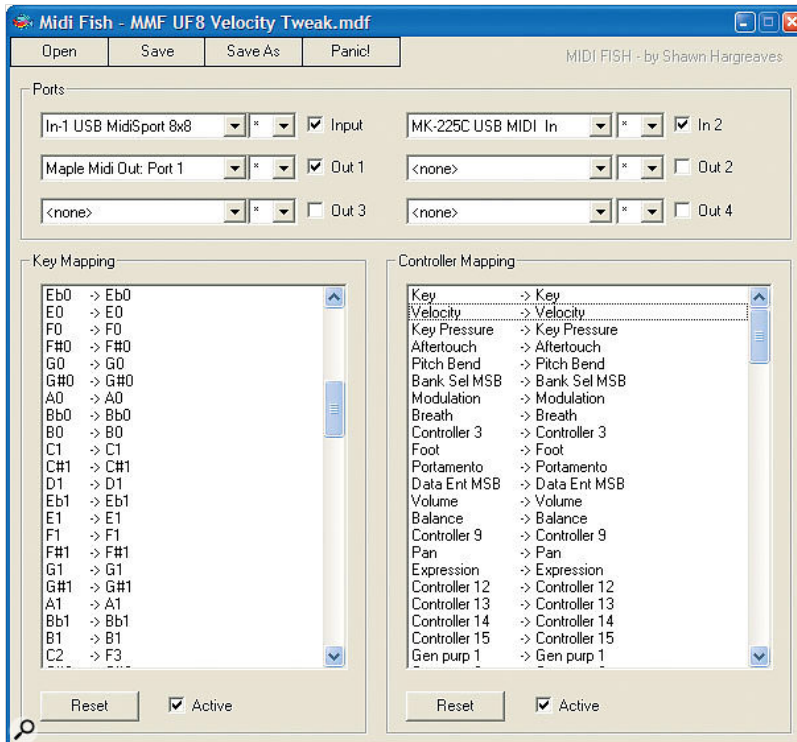 Midi Fish - MMF UF8 Velocity Tweak.mdf
Open Save Save As Panic!
MIDI FISH - by Shawn Hargreaves
Ports
In-1 USB MidiSport 8x8 * Input
MK-225C USB MIDI In * In 2
Maple Midi Out: Port 1 * Out 1
<none> * Out 2
<none> * Out 3
<none> * Out 4
Key Mapping
Eb0 -> Eb0
E0 -> E0
F0 -> F0
F#0 -> F#0
G0 -> G0
G#0 -> G#0
A0 -> A0
Bb0 -> Bb0
B0 -> B0
C1 -> C1
C#1 -> C#1
D1 -> D1
Eb1 -> Eb1
E1 -> E1
F1 -> F1
F#1 -> F#1
G1 -> G1
G#1 -> G#1
A1 -> A1
Bb1 -> Bb1
B1 -> B1
C2 -> F3
Reset Active
Controller Mapping
Key -> Key
Velocity -> Velocity
Key Pressure -> Key Pressure
Aftertouch -> Aftertouch
Pitch Bend -> Pitch Bend
Bank Sel MSB -> Bank Sel MSB
Modulation -> Modulation
Breath -> Breath
Controller 3 -> Controller 3
Foot -> Foot
Portamento -> Portamento
Data Ent MSB -> Data Ent MSB
Volume -> Volume
Balance -> Balance
Controller 9 -> Controller 9
Pan -> Pan
Expression -> Expression
Controller 12 -> Controller 12
Controller 13 -> Controller 13
Controller 14 -> Controller 14
Controller 15 -> Controller 15
Gen purp 1 -> Gen purp 1
Reset Active